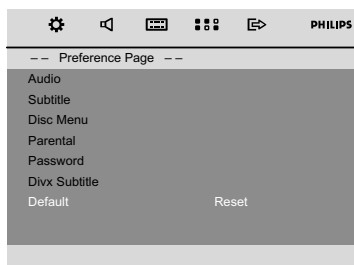 PHILIPS
-- Preference Page --
Audio
Subtitle
Disc Menu
Parental
Password
Divx Subtitle
Default Reset